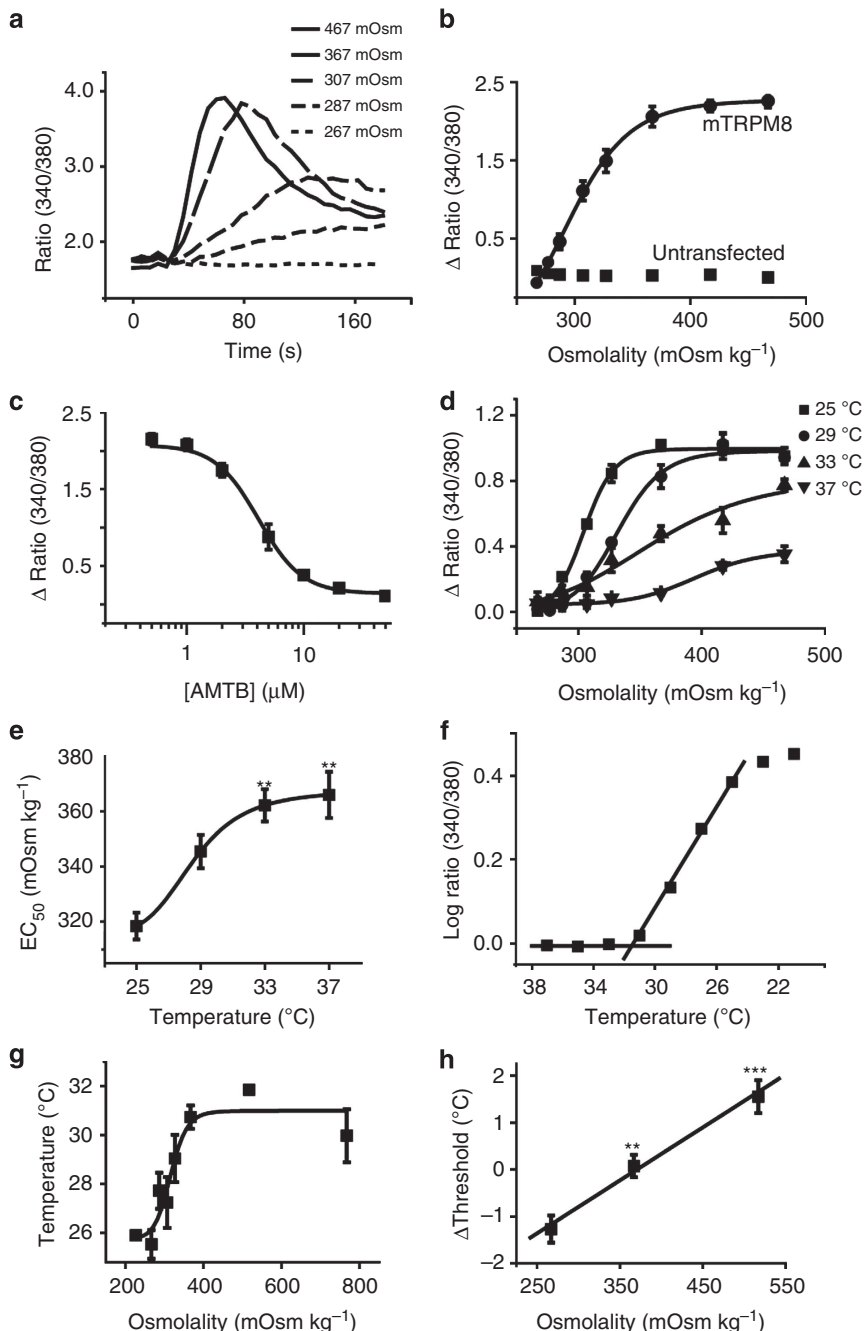 a
467 mOsm
367 mOsm
307 mOsm
287 mOsm
267 mOsm
4.0
3.0
2.0
Ratio (340/380)
0 80 160
Time (s)
b
2.5
1.5
0.5
Δ Ratio (340/380)
mTRPM8
Untransfected
300 400 500
Osmolality (mOsm kg⁻¹)
c
2.5
2.1
1.5
0.5
Δ Ratio (340/380)
1 10
[AMTB] (μM)
d
25 °C
29 °C
33 °C
37 °C
1.2
0.8
0.4
0.0
Δ Ratio (340/380)
300 400 500
Osmolality (mOsm kg⁻¹)
e
380
360
340
320
EC₅₀ (mOsm kg⁻¹)
** **
25 29 33 37
Temperature (°C)
f
0.4
0.2
0.0
Log ratio (340/380)
38 34 30 26 22
Temperature (°C)
g
32
30
28
26
Temperature (°C)
200 400 600 800
Osmolality (mOsm kg⁻¹)
h
2
1
0
−1
−2
ΔThreshold (°C)
***
**
250 350 450 550
Osmolality (mOsm kg⁻¹)